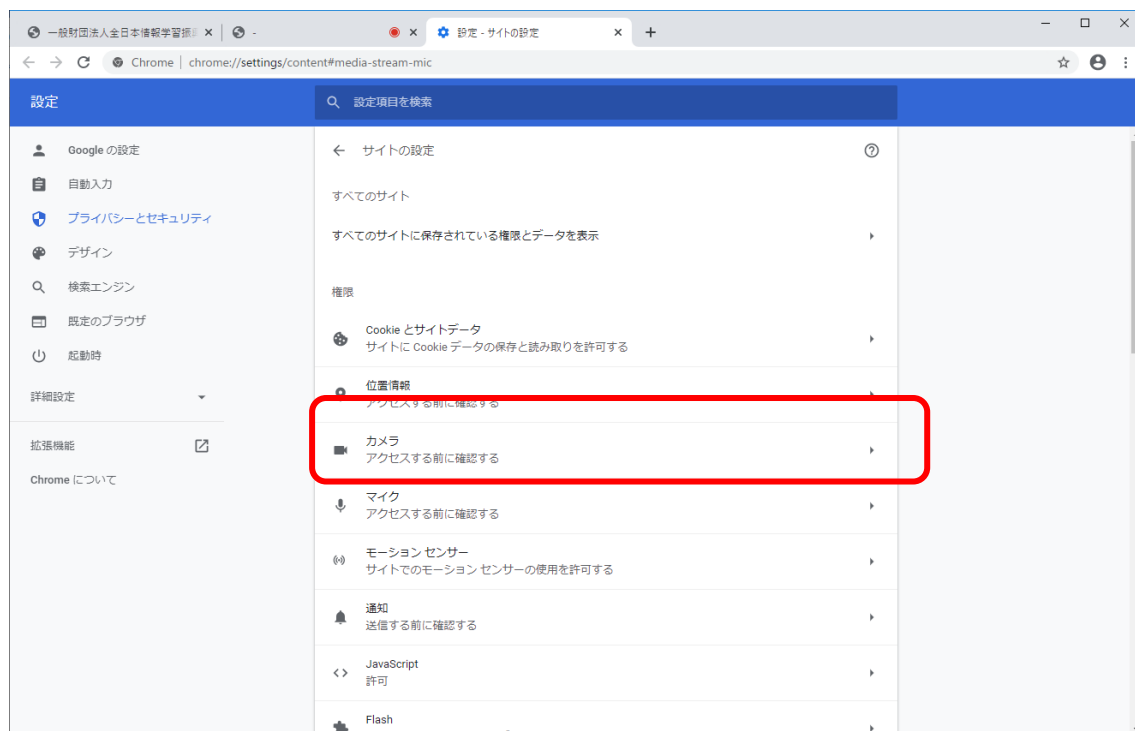 一般財団法人全日本情報学習振
-
設定 - サイトの設定
Chrome | chrome://settings/content#media-stream-mic
設定
設定項目を検索
Google の設定
自動入力
プライバシーとセキュリティ
デザイン
検索エンジン
既定のブラウザ
起動時
詳細設定
拡張機能
Chrome について
サイトの設定
すべてのサイト
すべてのサイトに保存されている権限とデータを表示
権限
Cookie とサイトデータ
サイトに Cookie データの保存と読み取りを許可する
位置情報
アクセスする前に確認する
カメラ
アクセスする前に確認する
マイク
アクセスする前に確認する
モーション センサー
サイトでのモーション センサーの使用を許可する
通知
送信する前に確認する
JavaScript
許可
Flash